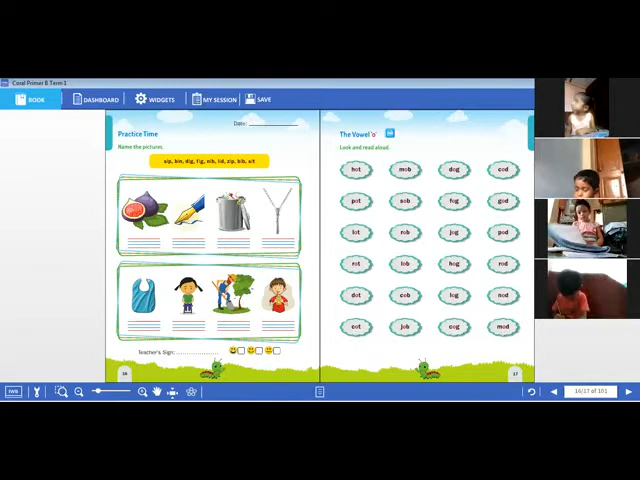 Coral Primer B Term 1
BOOK DASHBOARD WIDGETS MY SESSION SAVE
Date:
Practice Time
Name the pictures.
sip, bin, dig, fig, nib, lid, zip, bib, sit
Teacher's Sign:
16
The Vowel 'o'
Look and read aloud.
hot mob dog cod
pot sob fog god
lot rob jog pod
rot lob hog rod
dot cob log nod
cot job cog mod
17
IWB
16/17 of 101